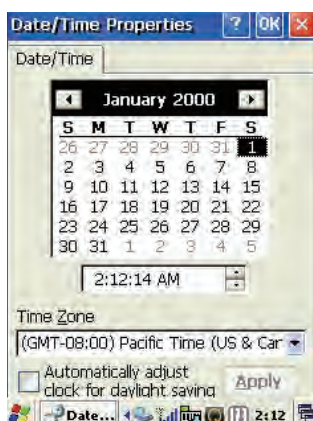 Date/Time Properties ? OK ×
Date/Time
January 2000
S M T W T F S
26 27 28 29 30 31 1
2 3 4 5 6 7 8
9 10 11 12 13 14 15
16 17 18 19 20 21 22
23 24 25 26 27 28 29
30 31 1 2 3 4 5
2:12:14 AM
Time Zone
(GMT-08:00) Pacific Time (US & Car
Automatically adjust
clock for daylight saving
Apply
Date... 2:12